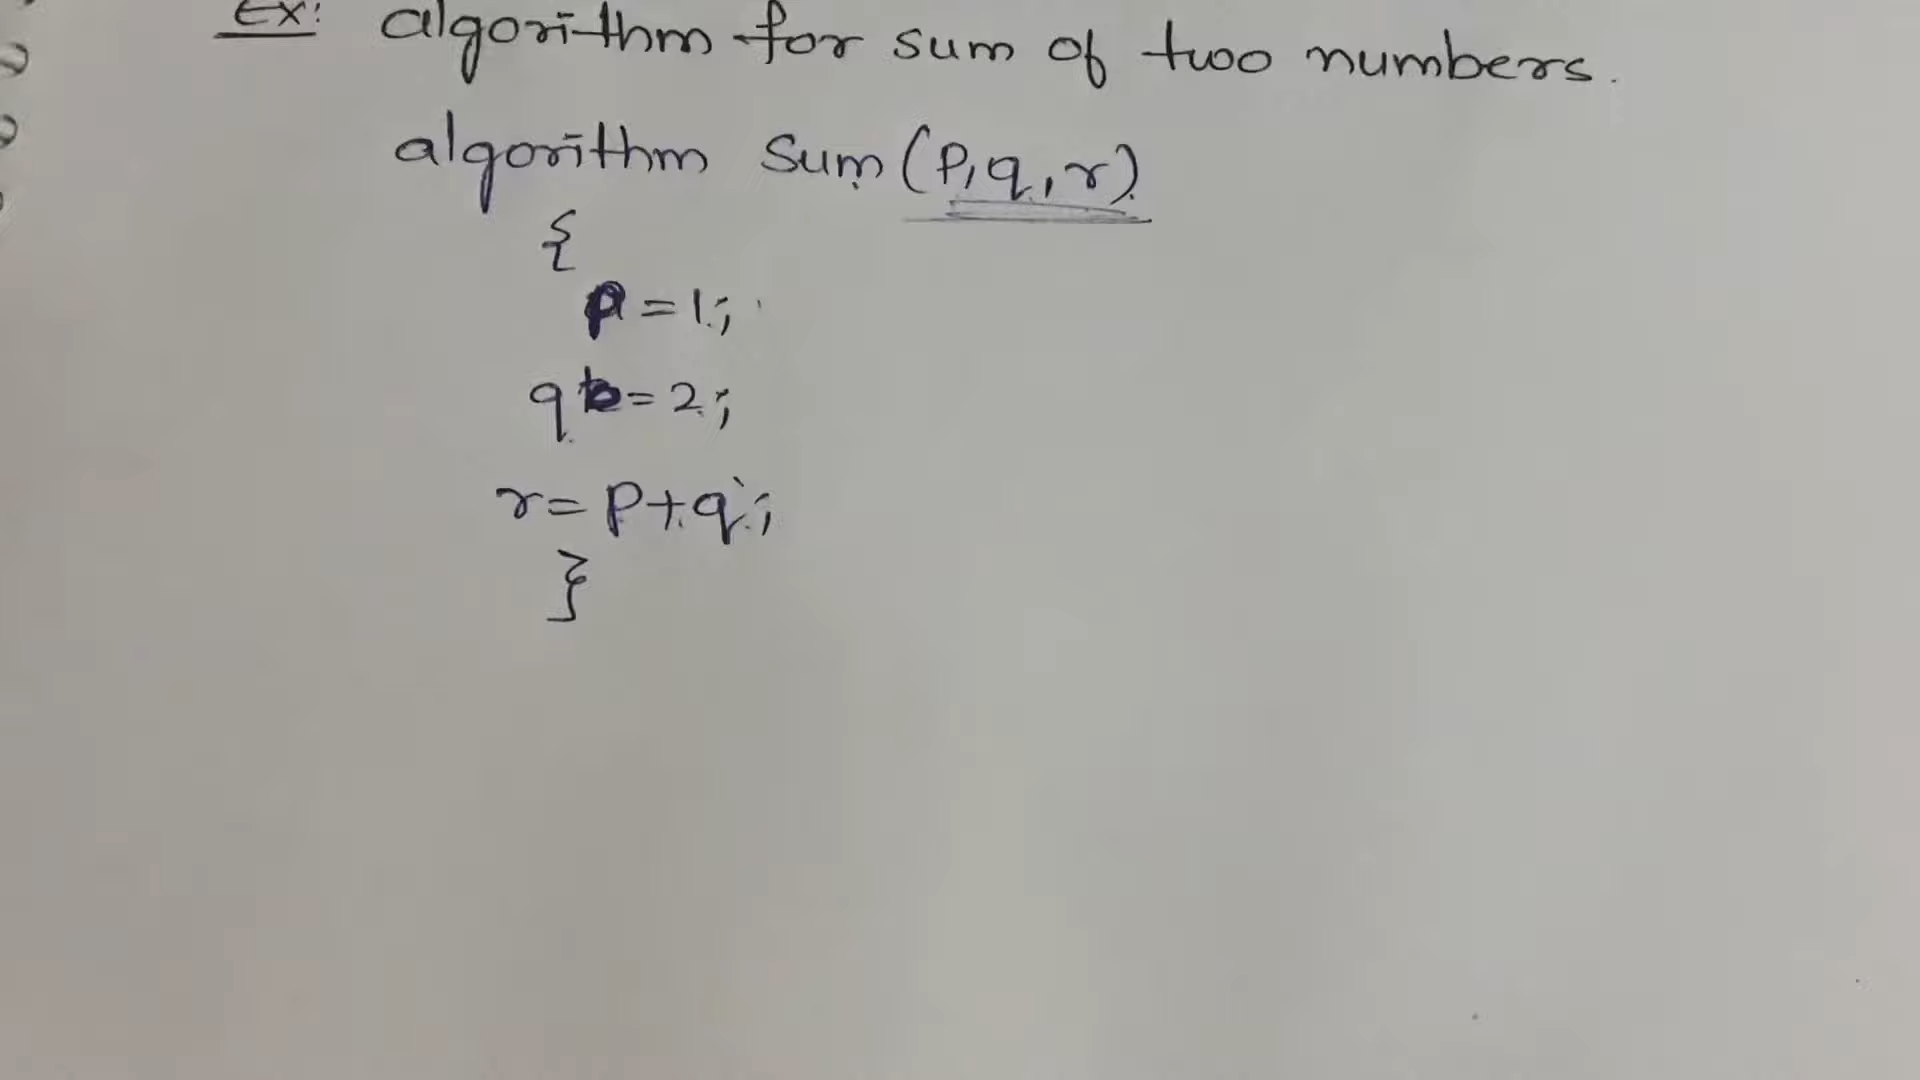 Ex: algorithm for sum of two numbers.
algorithm Sum (p, q, r)
{
p = 1;
q = 2;
r = p + q;
}